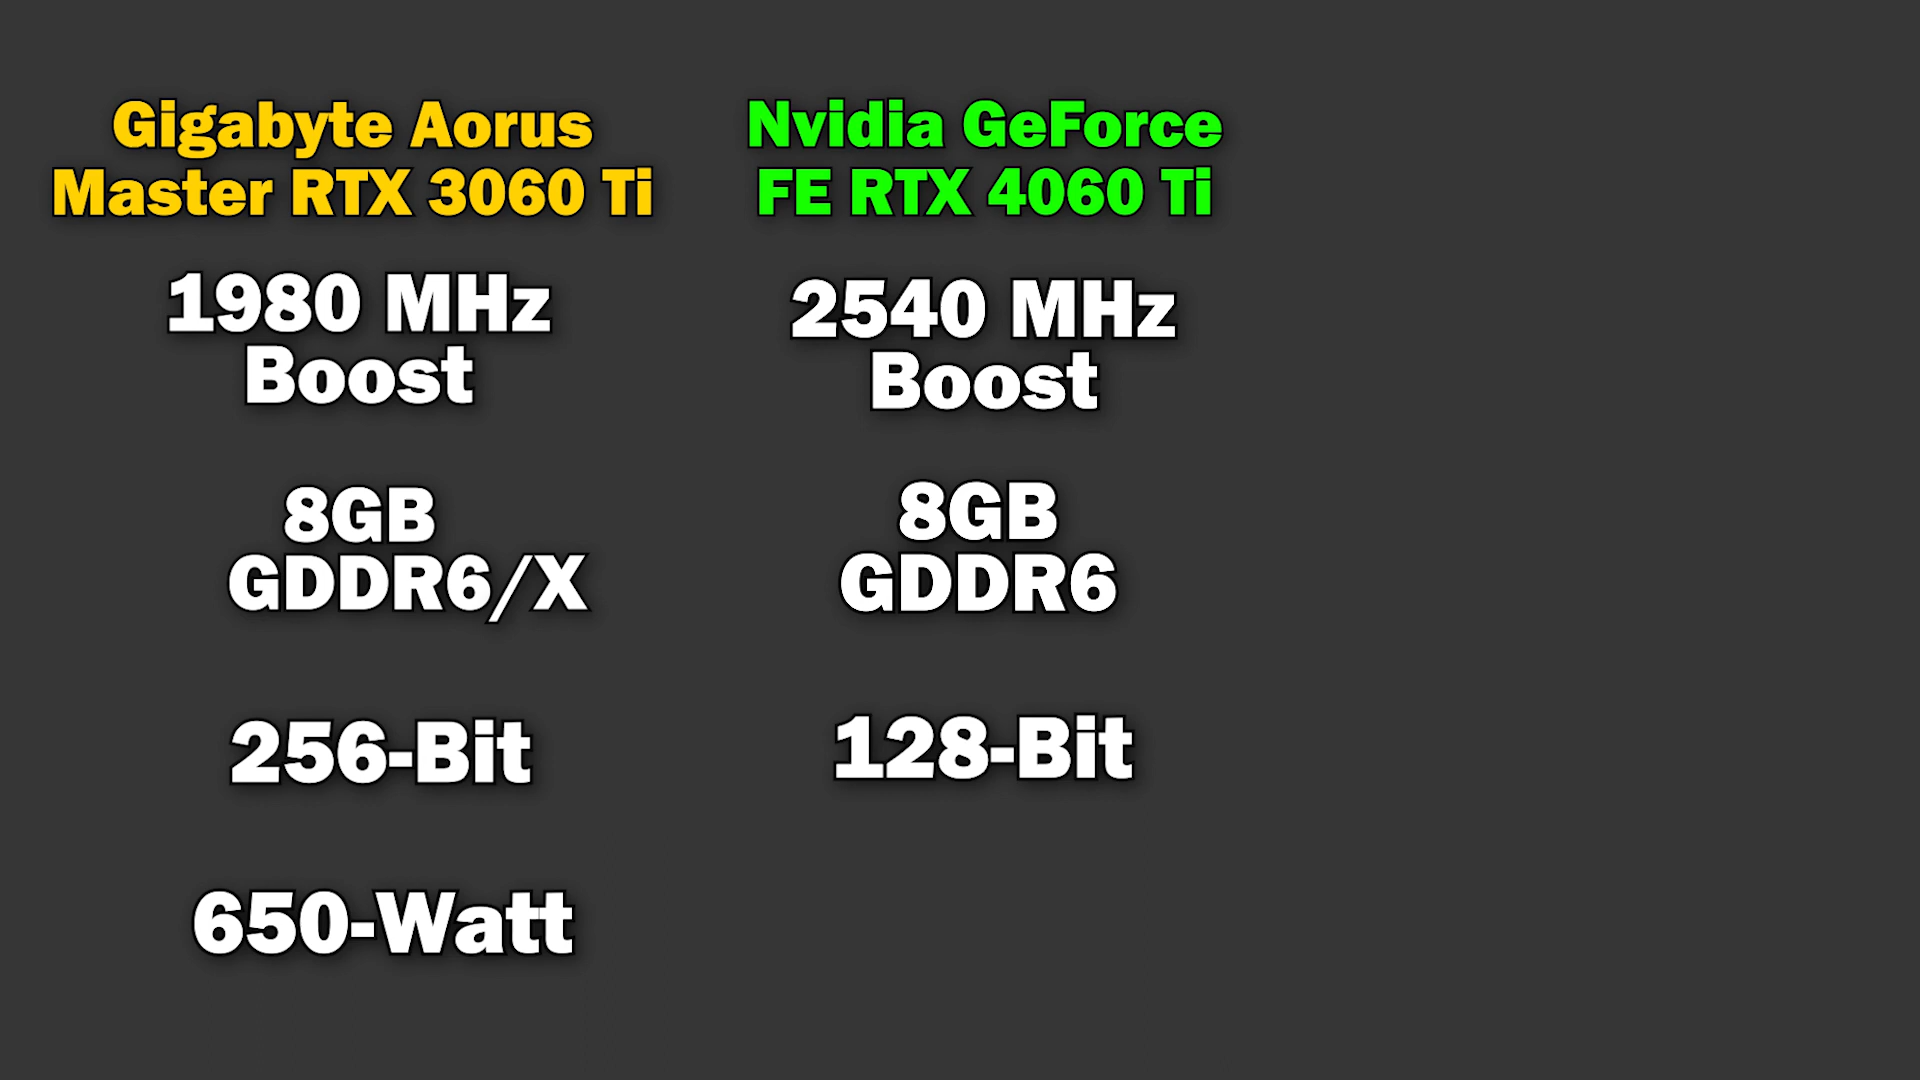 Gigabyte Aorus
Master RTX 3060 Ti
1980 MHz
Boost
8GB
GDDR6/X
256-Bit
650-Watt
Nvidia GeForce
FE RTX 4060 Ti
2540 MHz
Boost
8GB
GDDR6
128-Bit